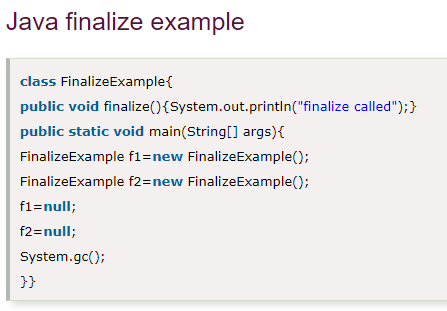 Java finalize example
class FinalizeExample{
public void finalize(){System.out.println("finalize called");}
public static void main(String[] args){
FinalizeExample f1=new FinalizeExample();
FinalizeExample f2=new FinalizeExample();
f1=null;
f2=null;
System.gc();
}}